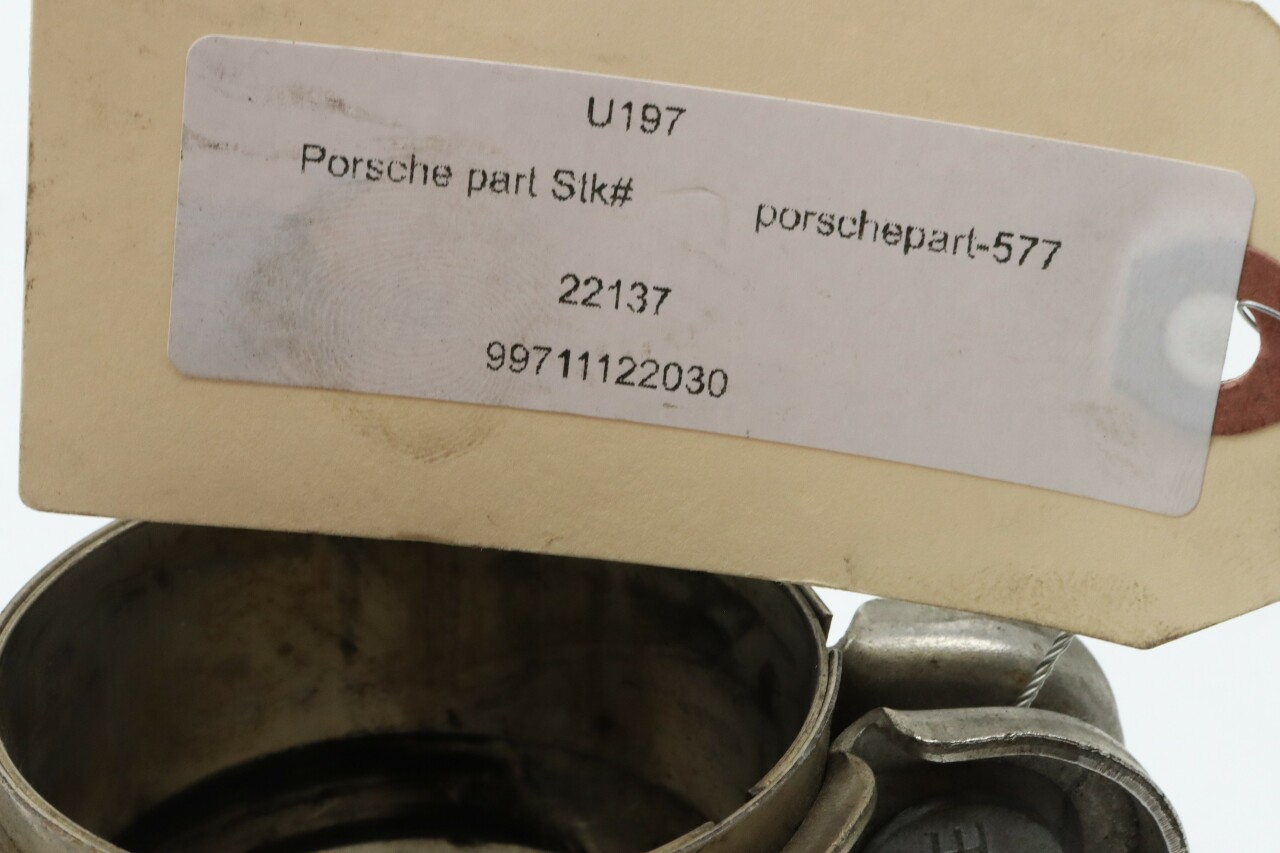 U197
Porsche part Stk# porschepart-577
22137
99711122030